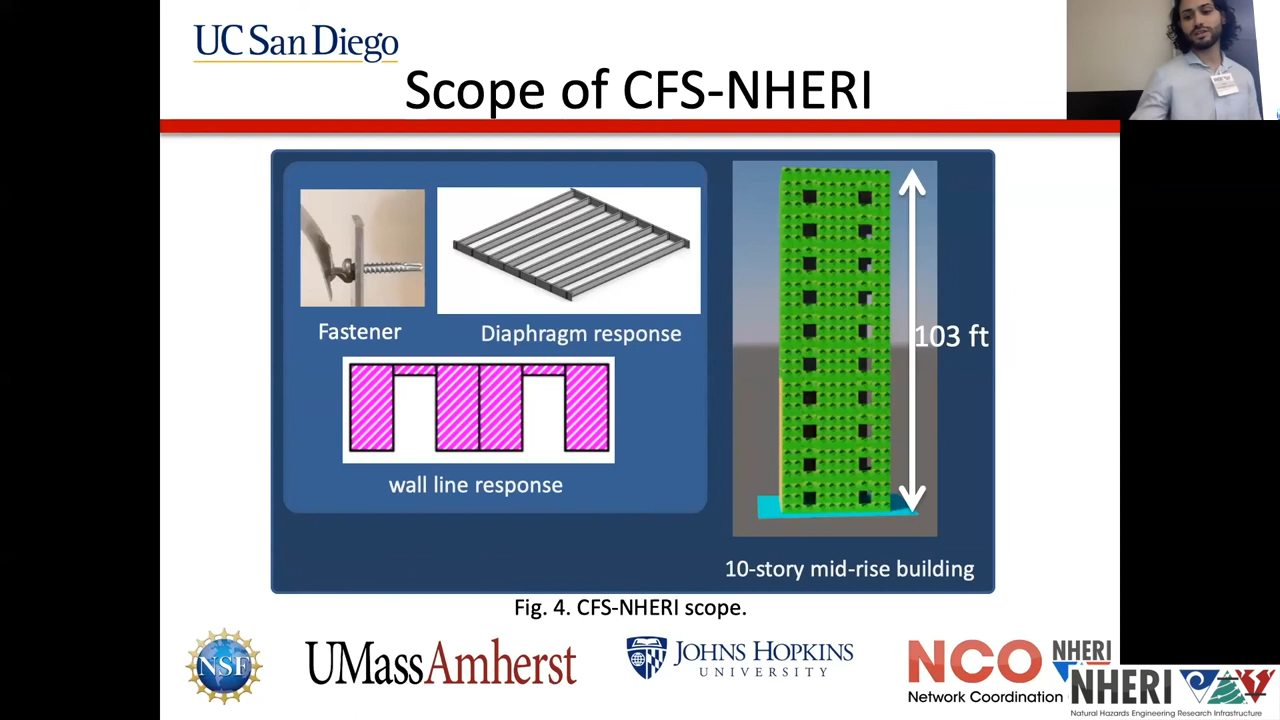 UC San Diego
Scope of CFS-NHERI
103 ft
Fastener
Diaphragm response
wall line response
10-story mid-rise building
Fig. 4. CFS-NHERI scope.
NSF
UMassAmherst
JOHNS HOPKINS
UNIVERSITY
NCO
NHERI
Network Coordination
NHERI
Natural Hazards Engineering Research Infrastructure